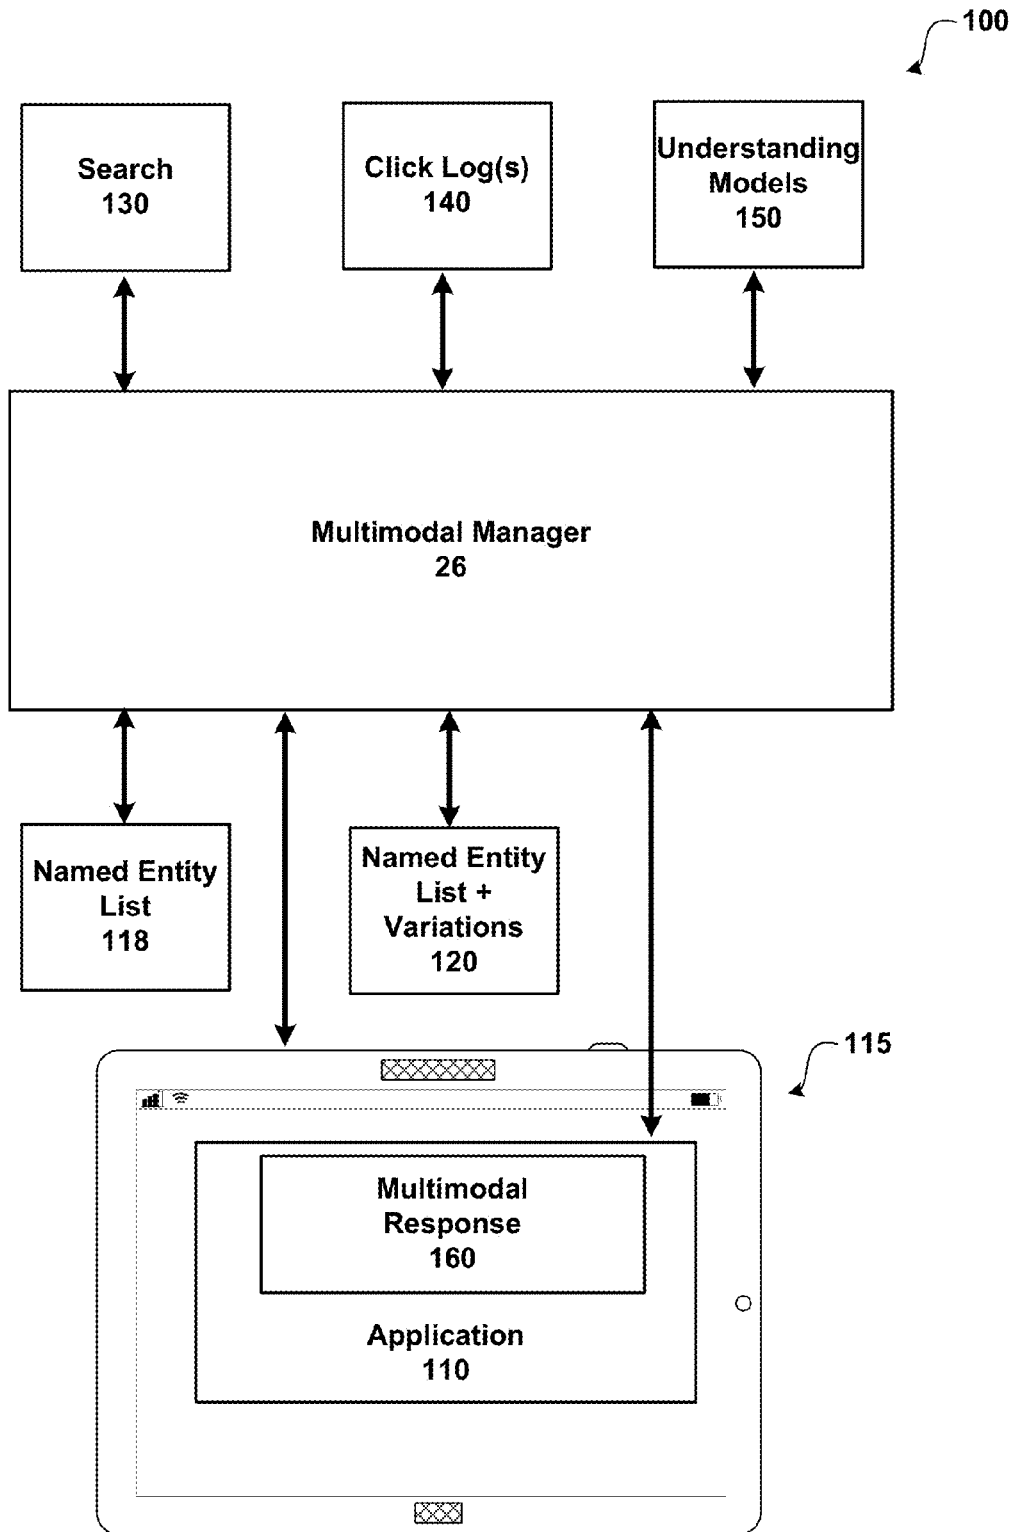 100
Search
130
Click Log(s)
140
Understanding
Models
150
Multimodal Manager
26
Named Entity
List
118
Named Entity
List +
Variations
120
115
Multimodal
Response
160
Application
110